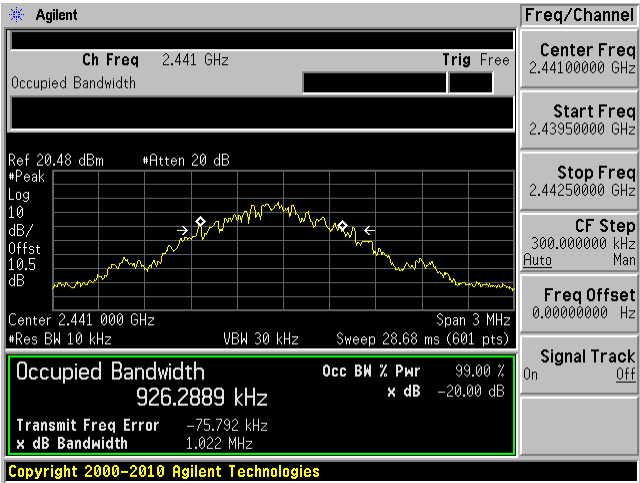 Agilent
Freq/Channel
Ch Freq 2.441 GHz Trig Free
Occupied Bandwidth
Center Freq
2.44100000 GHz
Start Freq
2.43950000 GHz
Stop Freq
2.44250000 GHz
CF Step
300.000000 kHz
Auto Man
Freq Offset
0.00000000 Hz
Signal Track
On Off
Ref 20.48 dBm #Atten 20 dB
#Peak
Log
10
dB/
Offst
10.5
dB
Center 2.441 000 GHz Span 3 MHz
#Res BW 10 kHz VBW 30 kHz Sweep 28.68 ms (601 pts)
Occupied Bandwidth Occ BW % Pwr 99.00 %
926.2889 kHz x dB -20.00 dB
Transmit Freq Error -75.792 kHz
x dB Bandwidth 1.022 MHz
Copyright 2000-2010 Agilent Technologies